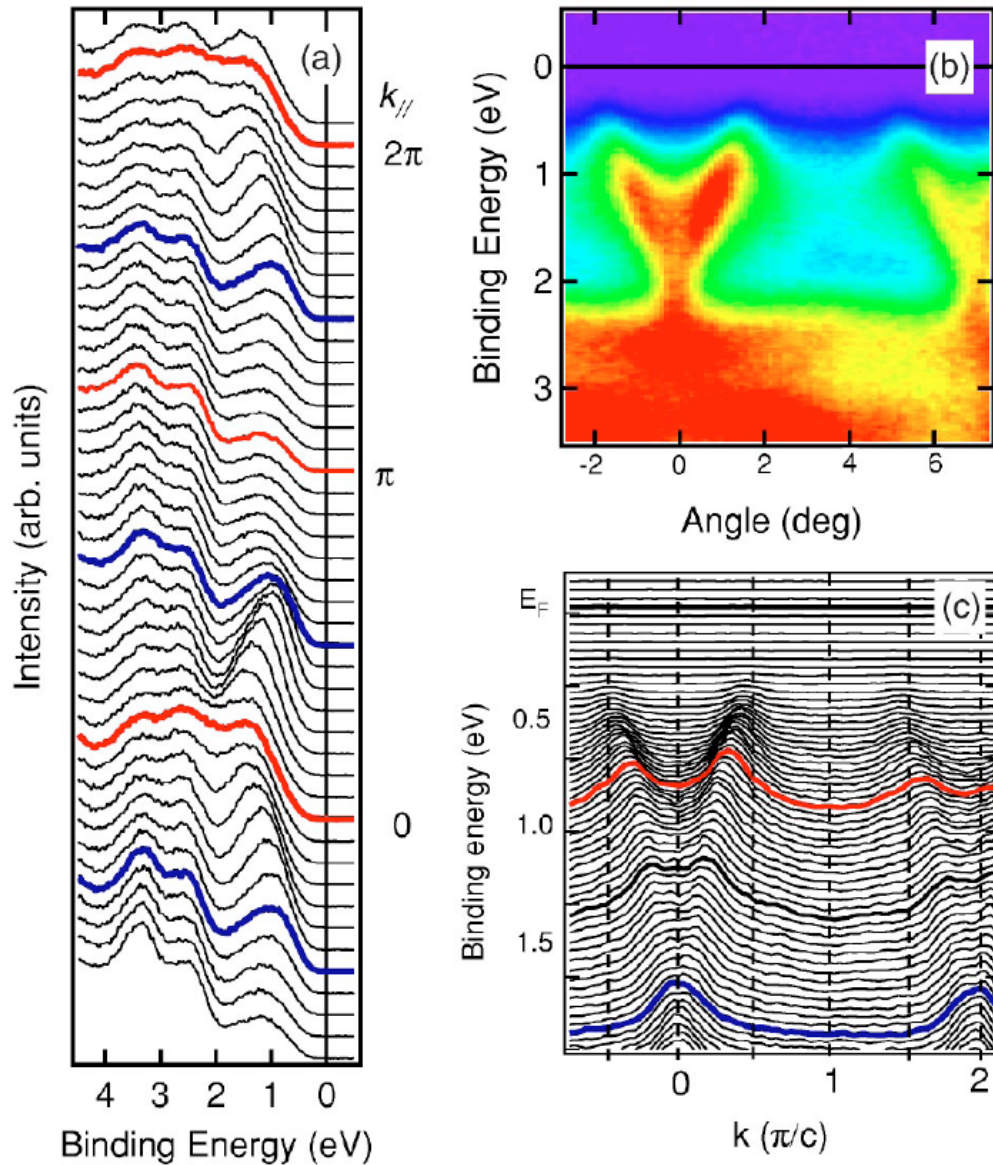 (a)
k//
2π
π
0
Intensity (arb. units)
4 3 2 1 0
Binding Energy (eV)
(b)
0
1
2
3
Binding Energy (eV)
-2 0 2 4 6
Angle (deg)
(c)
E_F
0.5
1.0
1.5
Binding energy (eV)
0 1 2
k (π/c)